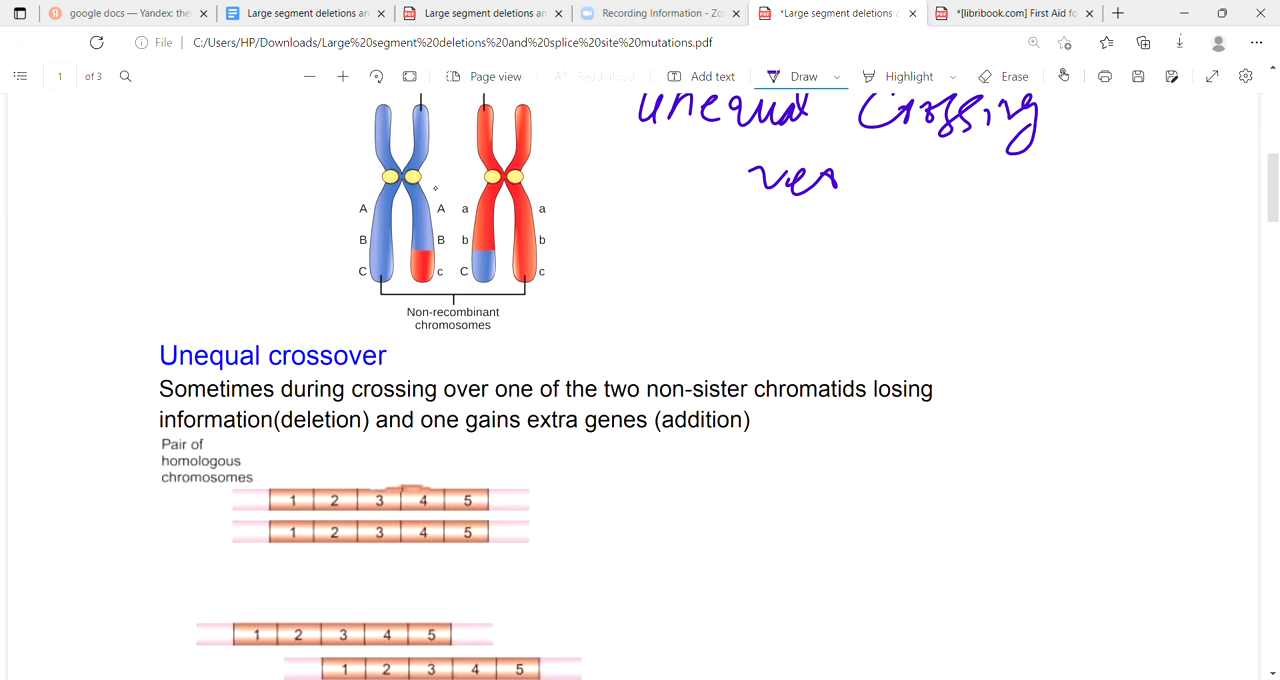 google docs — Yandex: the
Large segment deletions an
Large segment deletions an
Recording Information - Zo
*Large segment deletions a
*[libribook.com] First Aid fo
File
C:/Users/HP/Downloads/Large%20segment%20deletions%20and%20splice%20site%20mutations.pdf
1 of 3
Page view
Read aloud
Add text
Draw
Highlight
Erase
unequal Crossing
A A a a
B B b b
C c C c
Non-recombinant
chromosomes
Unequal crossover
Sometimes during crossing over one of the two non-sister chromatids losing
information(deletion) and one gains extra genes (addition)
Pair of
homologous
chromosomes
1 2 3 4 5
1 2 3 4 5
1 2 3 4 5
1 2 3 4 5